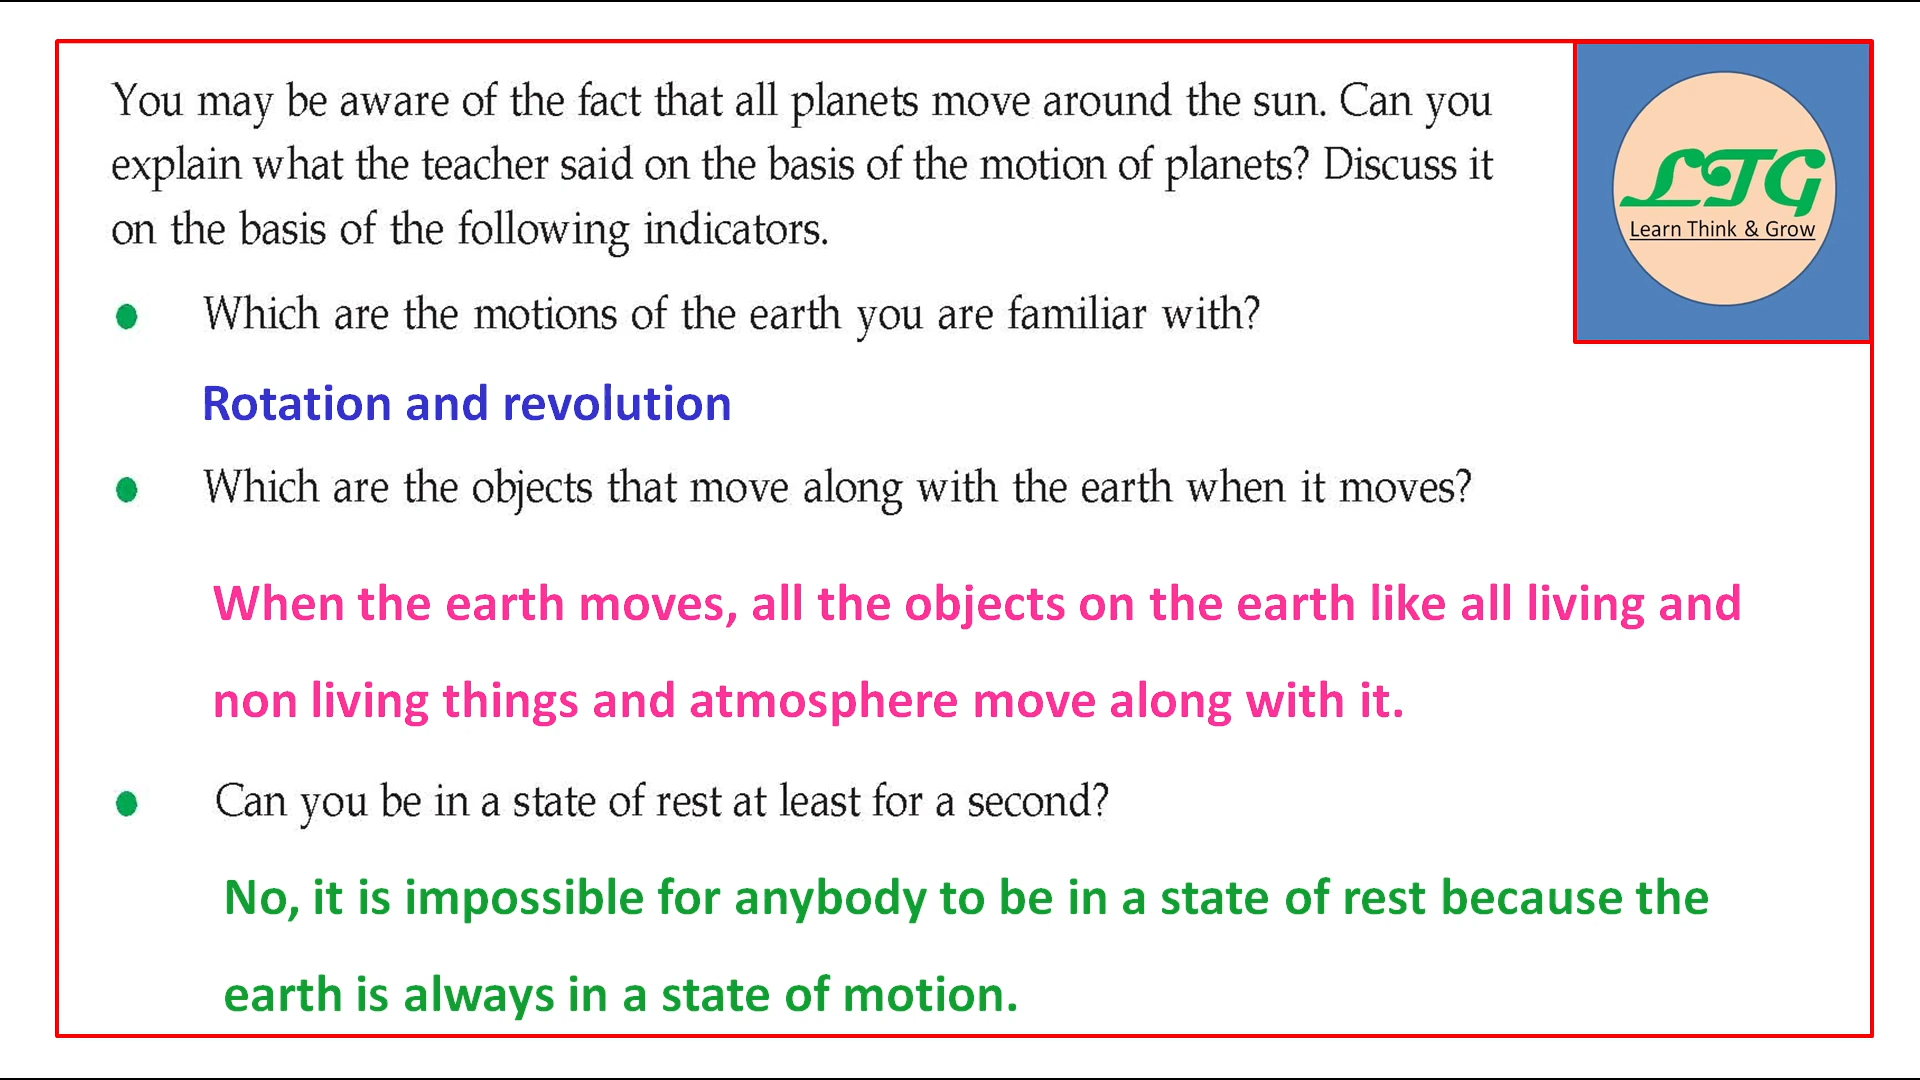 You may be aware of the fact that all planets move around the sun. Can you
explain what the teacher said on the basis of the motion of planets? Discuss it
on the basis of the following indicators.
LTG
Learn Think & Grow
● Which are the motions of the earth you are familiar with?
Rotation and revolution
● Which are the objects that move along with the earth when it moves?
When the earth moves, all the objects on the earth like all living and
non living things and atmosphere move along with it.
● Can you be in a state of rest at least for a second?
No, it is impossible for anybody to be in a state of rest because the
earth is always in a state of motion.